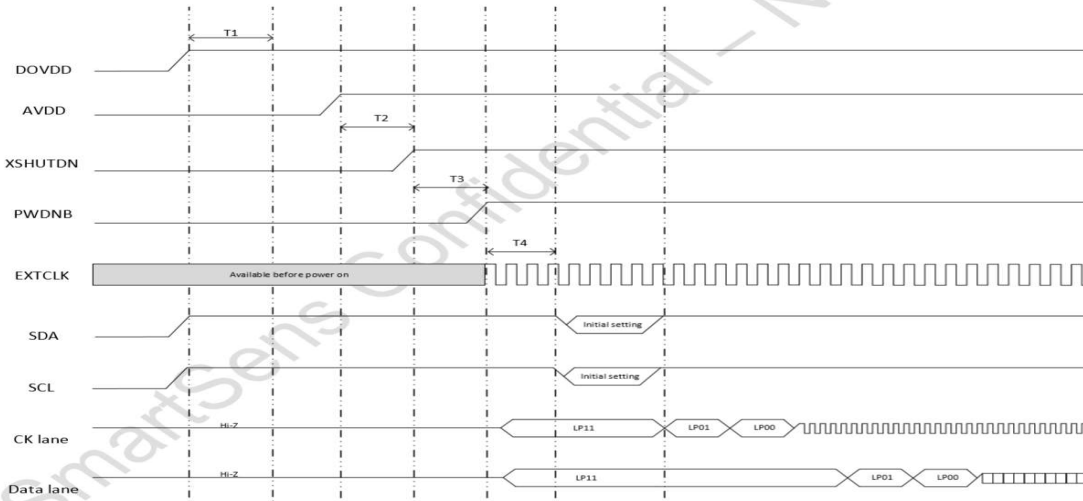 T1
DOVDD
AVDD
T2
XSHUTDN
T3
PWDNB
T4
EXTCLK Available before power on
SDA Initial setting
SCL Initial setting
CK lane Hi-Z LP11 LP01 LP00
Data lane Hi-Z LP11 LP01 LP00
SmartSens Confidential – N